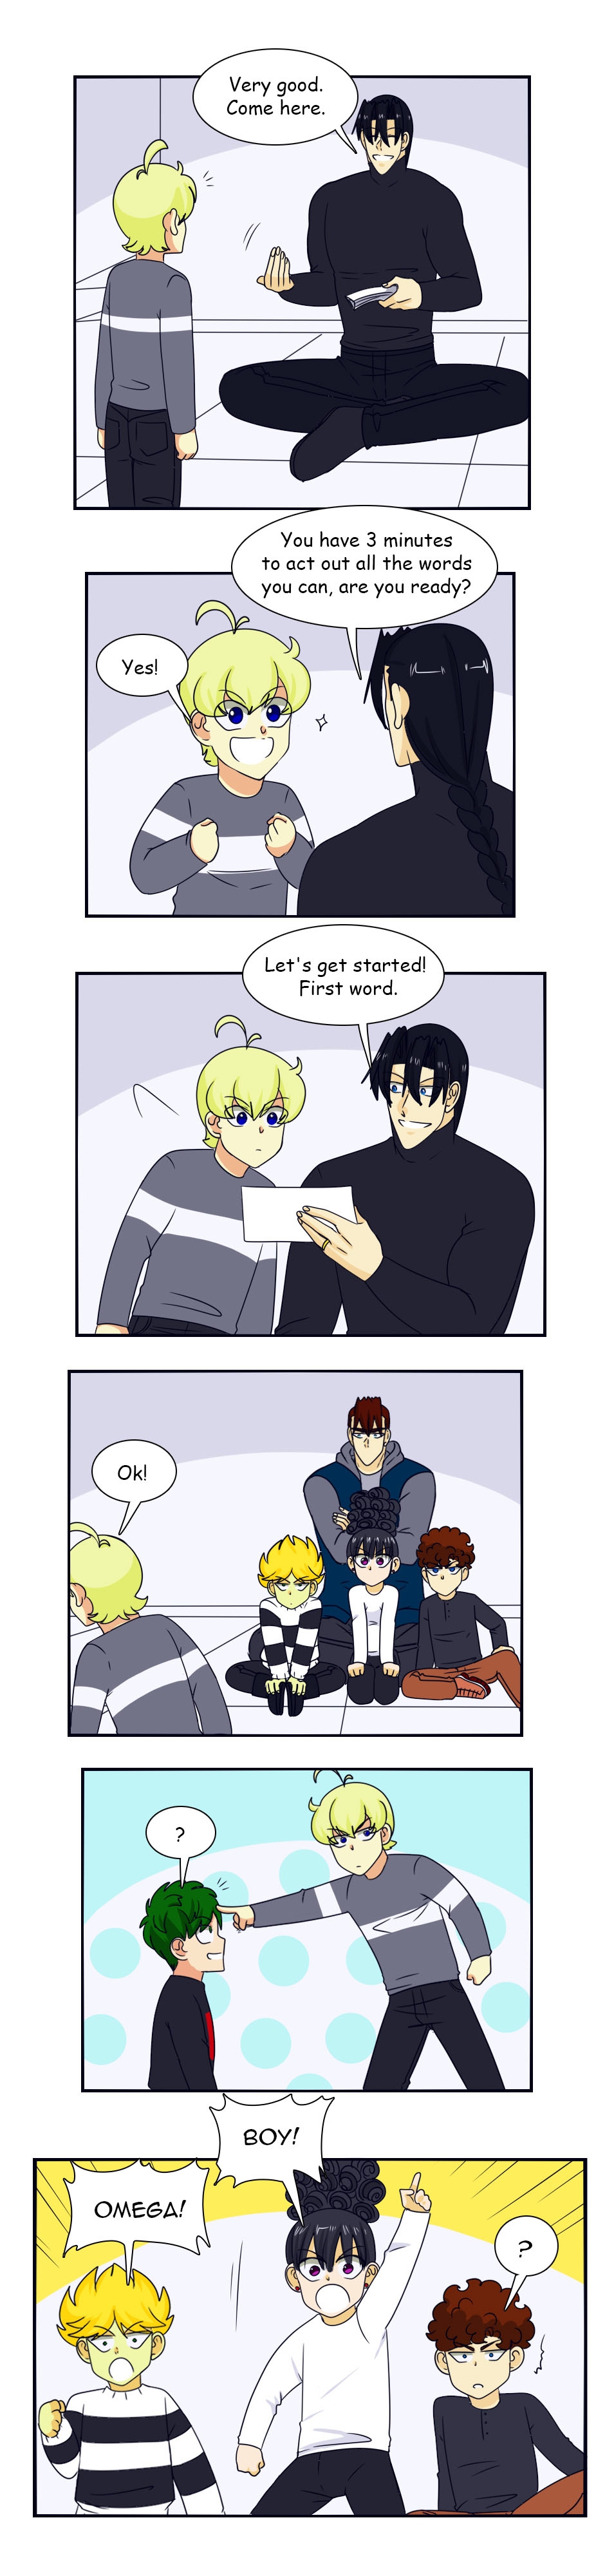 Very good.
Come here.
You have 3 minutes
to act out all the words
you can, are you ready?
Yes!
Let's get started!
First word.
Ok!
?
BOY!
OMEGA!
?